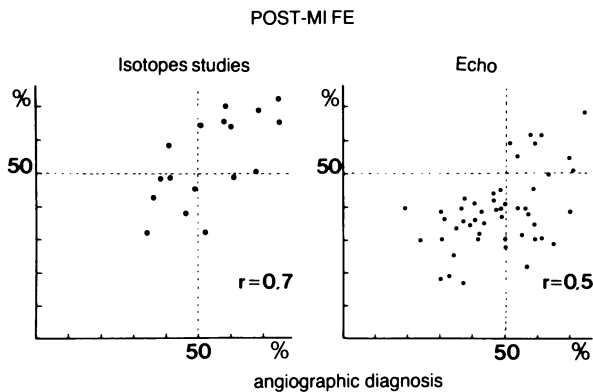 POST-MI FE
Isotopes studies
Echo
%
50
r=0.7
50 %
%
50
r=0.5
50 %
angiographic diagnosis